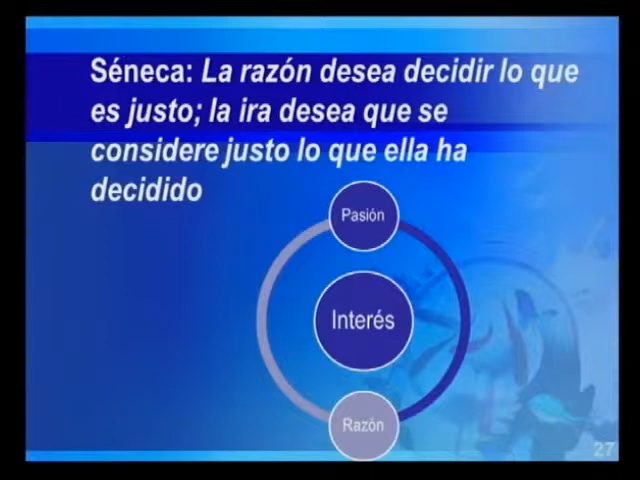 Séneca: La razón desea decidir lo que
es justo; la ira desea que se
considere justo lo que ella ha
decidido
Pasión
Interés
Razón
27